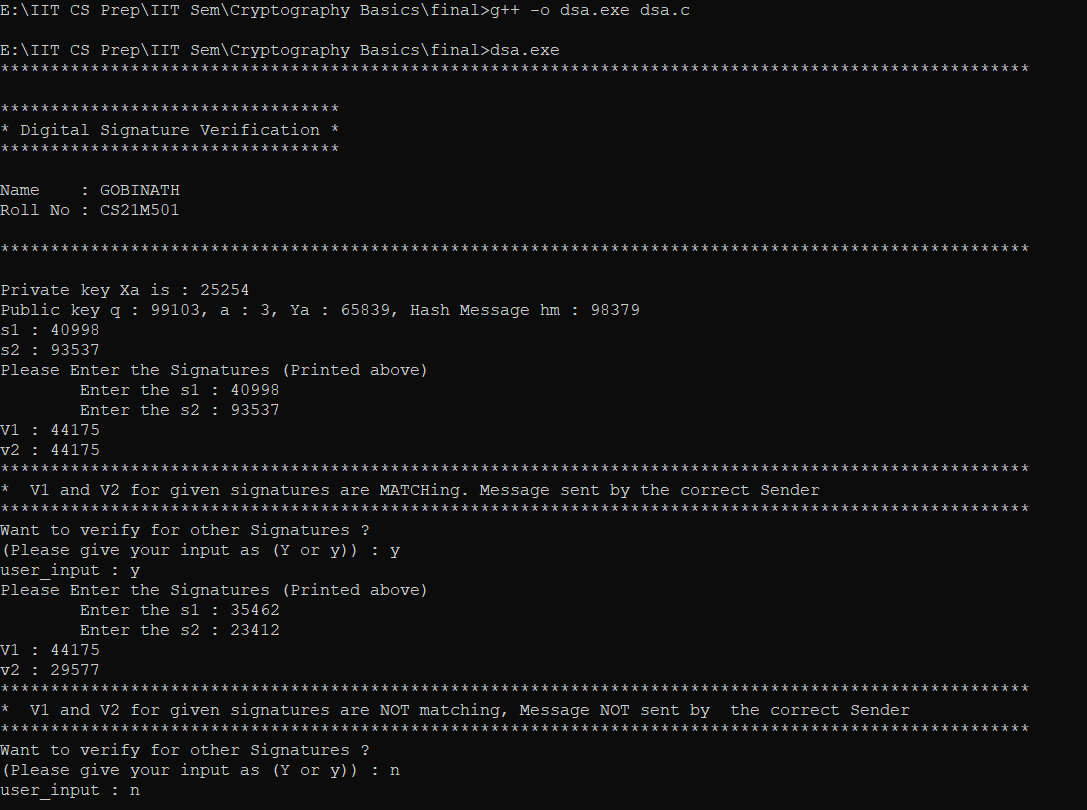 E:\IIT CS Prep\IIT Sem\Cryptography Basics\final>g++ -o dsa.exe dsa.c
E:\IIT CS Prep\IIT Sem\Cryptography Basics\final>dsa.exe
*******************************************************************************************************
**********************************
* Digital Signature Verification *
**********************************
Name    : GOBINATH
Roll No : CS21M501
*******************************************************************************************************
Private key Xa is : 25254
Public key q : 99103, a : 3, Ya : 65839, Hash Message hm : 98379
s1 : 40998
s2 : 93537
Please Enter the Signatures (Printed above)
        Enter the s1 : 40998
        Enter the s2 : 93537
V1 : 44175
v2 : 44175
*******************************************************************************************************
*  V1 and V2 for given signatures are MATCHing. Message sent by the correct Sender
*******************************************************************************************************
Want to verify for other Signatures ?
(Please give your input as (Y or y)) : y
user_input : y
Please Enter the Signatures (Printed above)
        Enter the s1 : 35462
        Enter the s2 : 23412
V1 : 44175
v2 : 29577
*******************************************************************************************************
*  V1 and V2 for given signatures are NOT matching, Message NOT sent by  the correct Sender
*******************************************************************************************************
Want to verify for other Signatures ?
(Please give your input as (Y or y)) : n
user_input : n